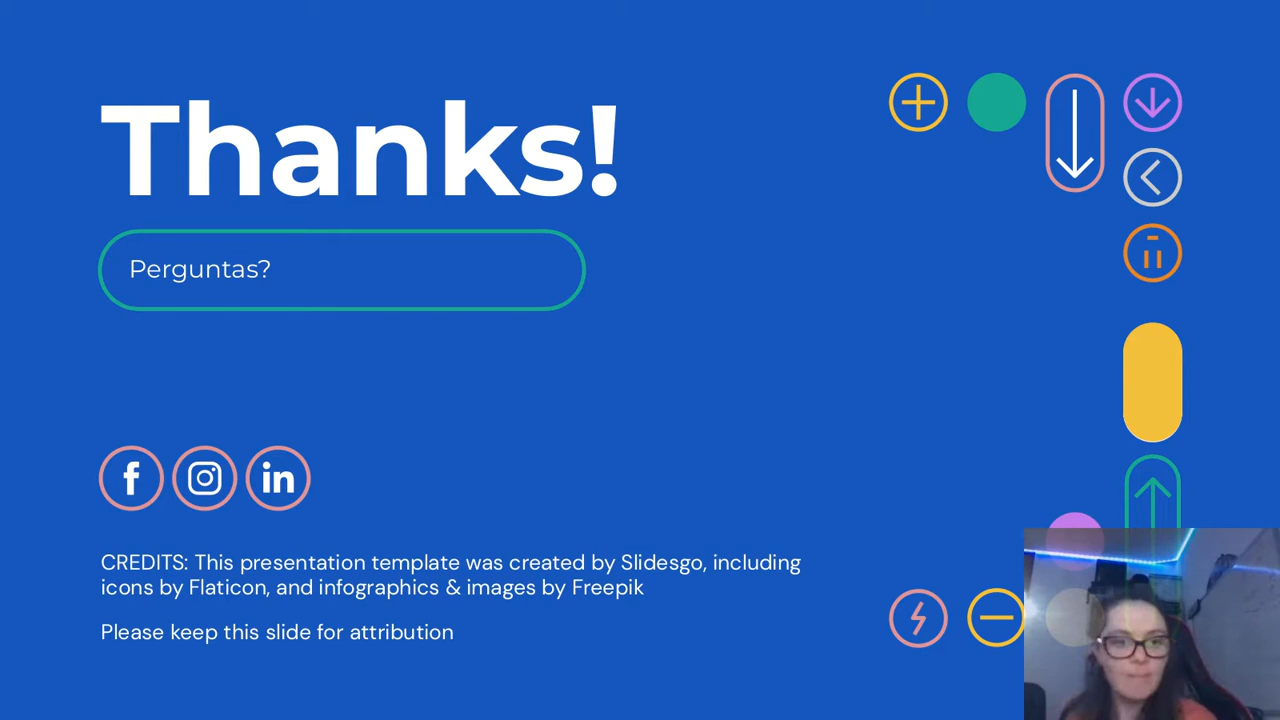 Thanks!
Perguntas?
CREDITS: This presentation template was created by Slidesgo, including
icons by Flaticon, and infographics & images by Freepik
Please keep this slide for attribution